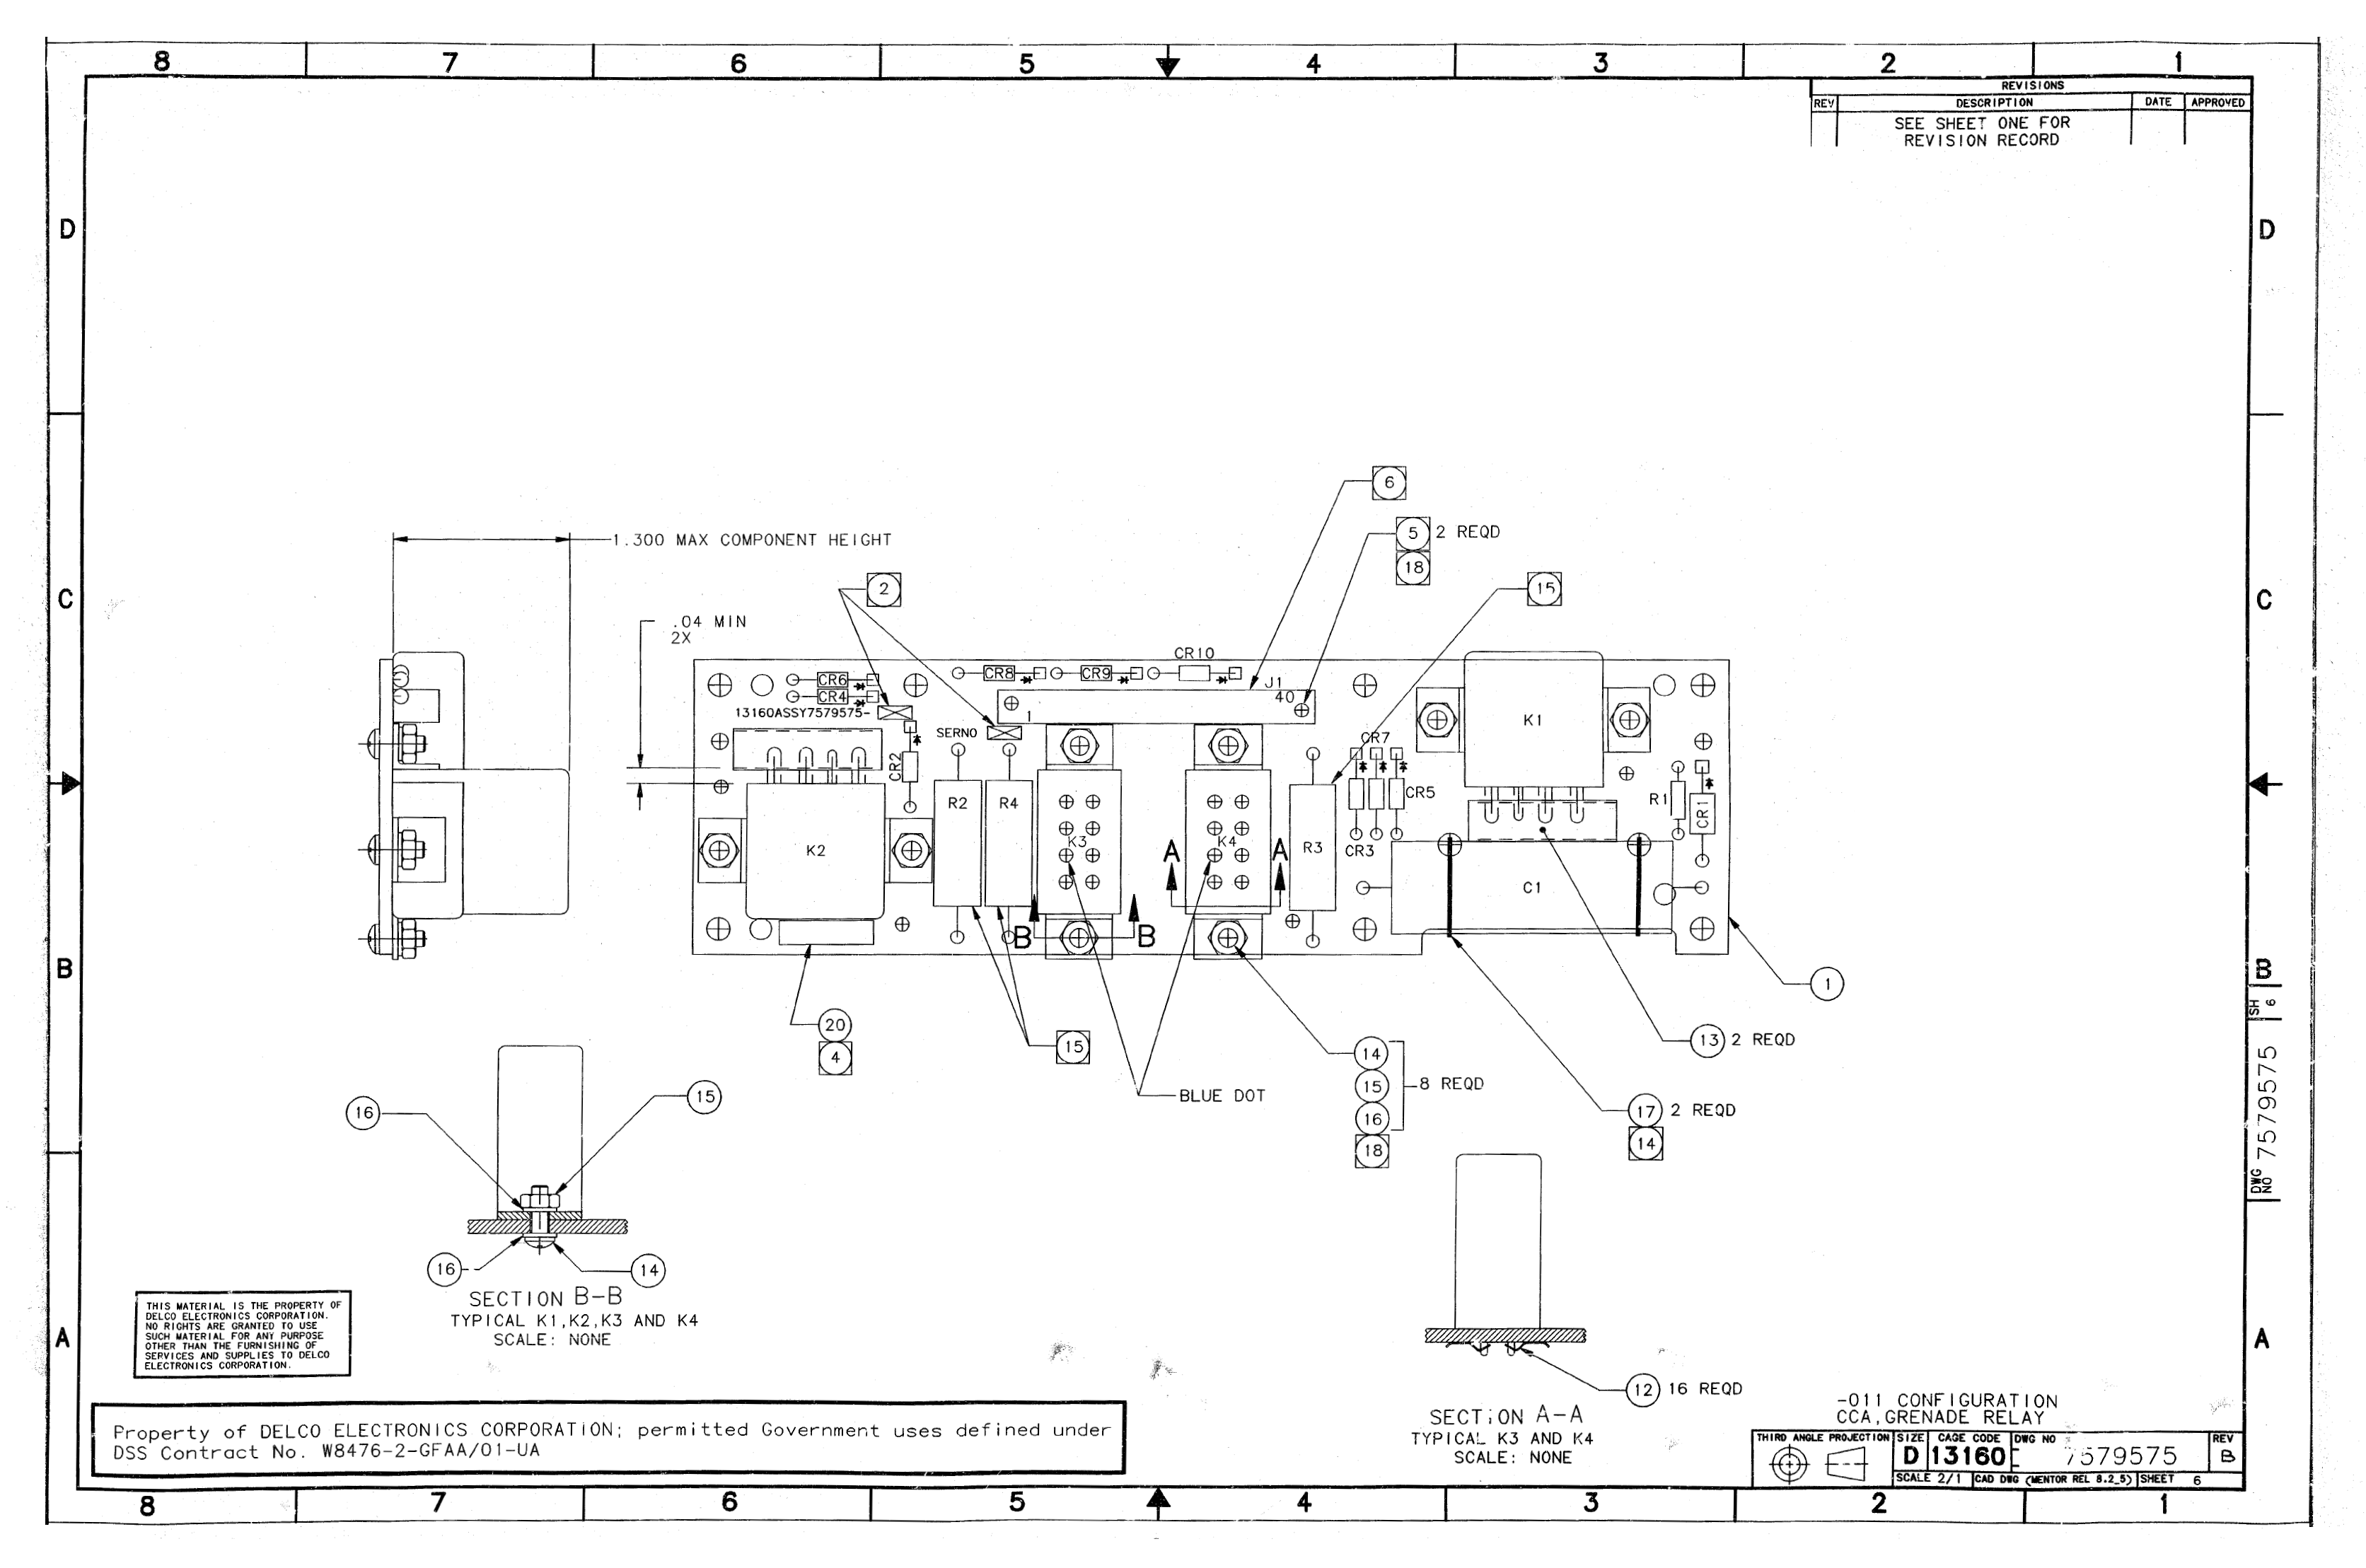 8 7 6 5 4 3 2 1
REVISIONS
REV DESCRIPTION DATE APPROVED
SEE SHEET ONE FOR
REVISION RECORD
D D
6
5 2 REQD
18
1.300 MAX COMPONENT HEIGHT
C C
2
15
.04 MIN
2X
CR10
CR6
CR8
CR9
J1
CR4
40
13160ASSY7579575-
1
K1
SERNO
CR7
CR2
CR5
R1
CR1
R2
R4
K3
K4
K2
R3
CR3
A A
C1
B B
B B
1
20
4
15
13 2 REQD
14
15
16
18
8 REQD
BLUE DOT
17 2 REQD
14
16
15
16
14
SECTION B-B
TYPICAL K1,K2,K3 AND K4
SCALE: NONE
SH 6
DWG NO 7579575
A A
THIS MATERIAL IS THE PROPERTY OF
DELCO ELECTRONICS CORPORATION.
NO RIGHTS ARE GRANTED TO USE
SUCH MATERIAL FOR ANY PURPOSE
OTHER THAN THE FURNISHING OF
SERVICES AND SUPPLIES TO DELCO
ELECTRONICS CORPORATION.
12 16 REQD
SECTION A-A
TYPICAL K3 AND K4
SCALE: NONE
Property of DELCO ELECTRONICS CORPORATION; permitted Government uses defined under
DSS Contract No. W8476-2-GFAA/01-UA
-011 CONFIGURATION
CCA,GRENADE RELAY
THIRD ANGLE PROJECTION
SIZE
D
CAGE CODE
13160
DWG NO
7579575
REV
B
SCALE 2/1
CAD DWG (MENTOR REL 8.2_5)
SHEET 6
8 7 6 5 4 3 2 1